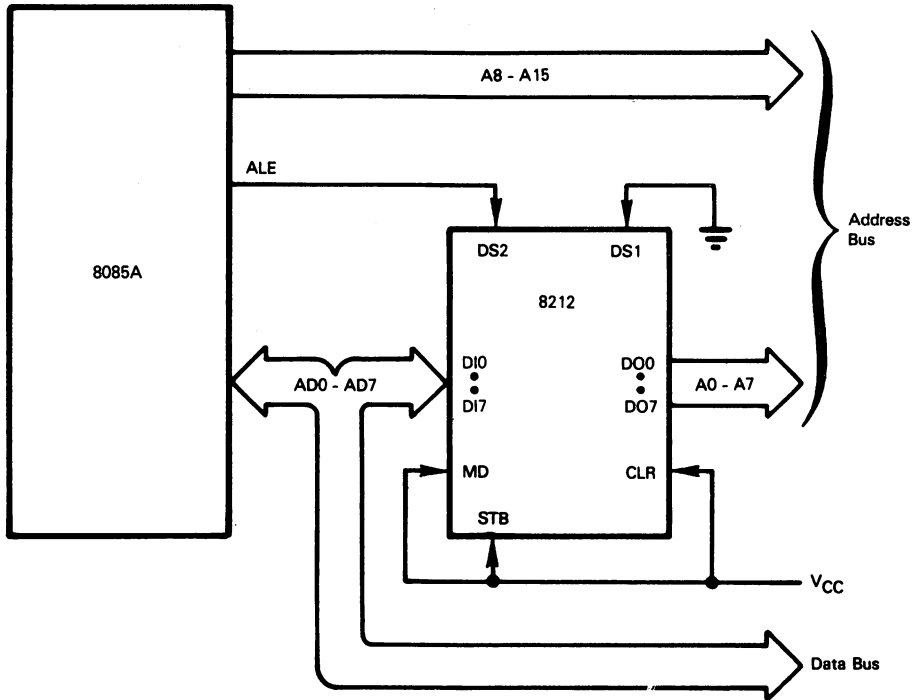 A8 - A15
ALE
Address
Bus
DS2
DS1
8085A
8212
DI0
DO0
AD0 - AD7
A0 - A7
DI7
DO7
MD
CLR
STB
VCC
Data Bus